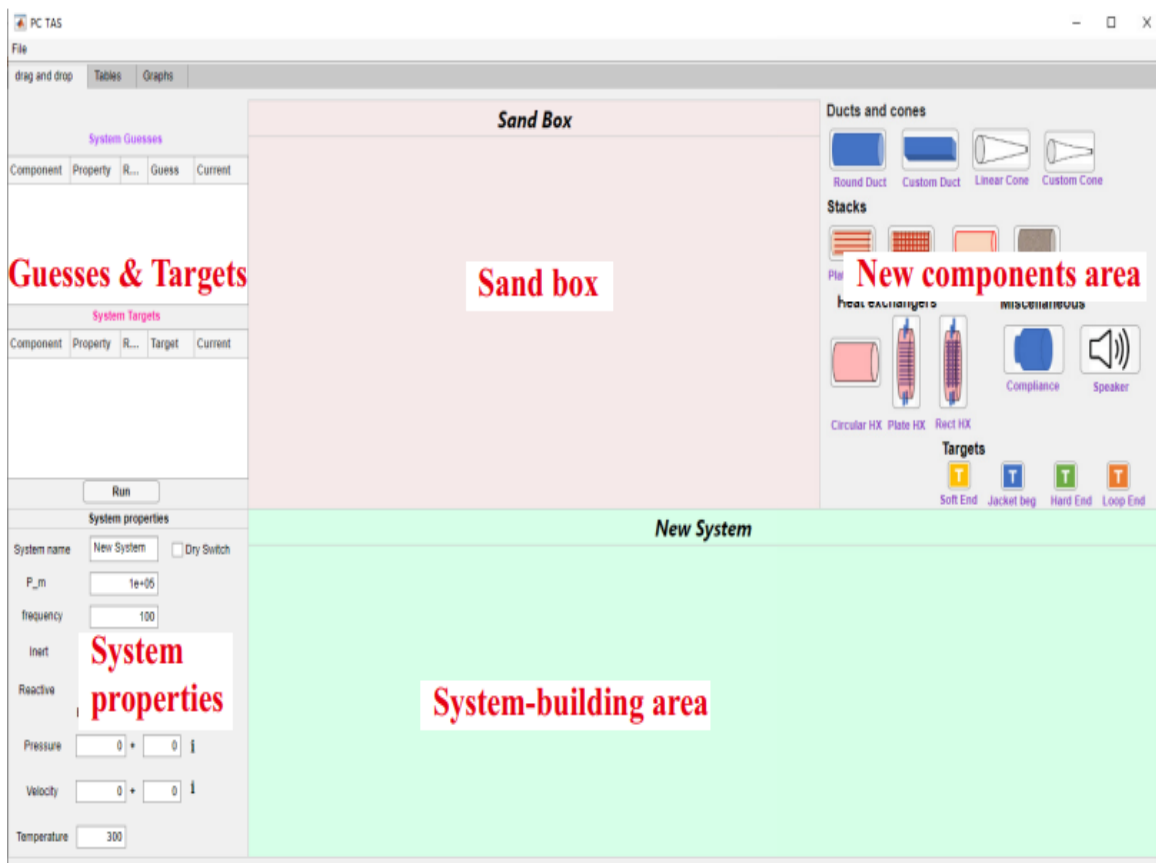 PC TAS
File
drag and drop Tables Graphs
System Guesses
Component Property R... Guess Current
Guesses & Targets
System Targets
Component Property R... Target Current
Run
System properties
System name New System Dry Switch
P_m 1e+05
frequency 100
Inert
Reactive
System
properties
Pressure 0 + 0 i
Velocity 0 + 0 i
Temperature 300
Sand Box
Sand box
New System
System-building area
Ducts and cones
Round Duct Custom Duct Linear Cone Custom Cone
Stacks
New components area
Heat exchangers Miscellaneous
Compliance Speaker
Circular HX Plate HX Rect HX
Targets
T T T T
Soft End Jacket beg Hard End Loop End